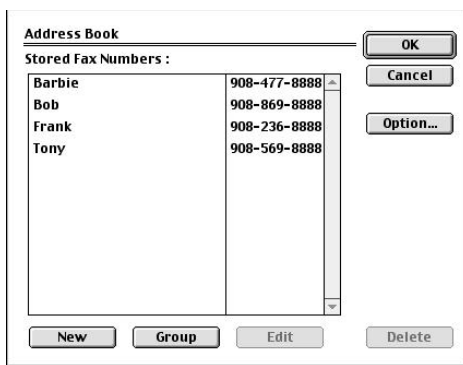 Address Book
OK
Stored Fax Numbers :
Cancel
Barbie 908-477-8888
Bob 908-869-8888
Frank 908-236-8888
Option...
Tony 908-569-8888
New Group Edit Delete